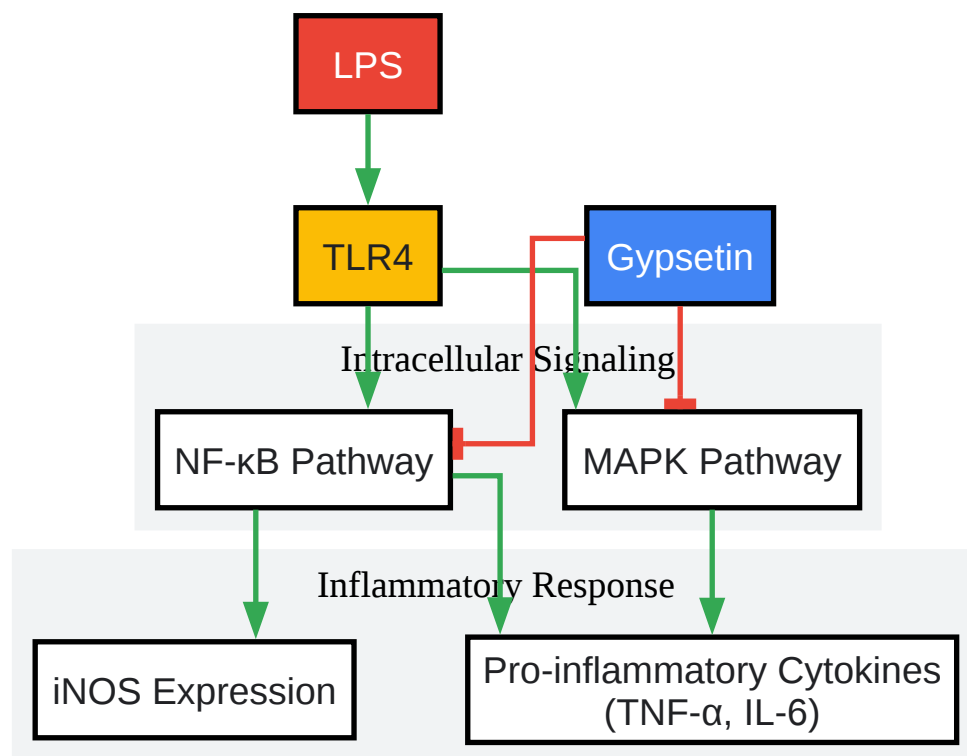 LPS
TLR4
Gypsetin
Intracellular Signaling
NF-κB Pathway
MAPK Pathway
Inflammatory Response
iNOS Expression
Pro-inflammatory Cytokines
(TNF-α, IL-6)